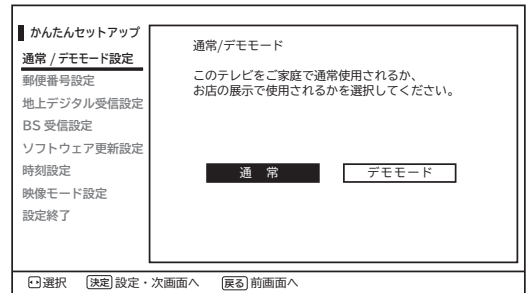 かんたんセットアップ
通常 / デモモード設定
郵便番号設定
地上デジタル受信設定
BS 受信設定
ソフトウェア更新設定
時刻設定
映像モード設定
設定終了
通常/デモモード
このテレビをご家庭で通常使用されるか、
お店の展示で使用されるかを選択してください。
通 常 デモモード
選択 決定 設定・次画面へ 戻る 前画面へ